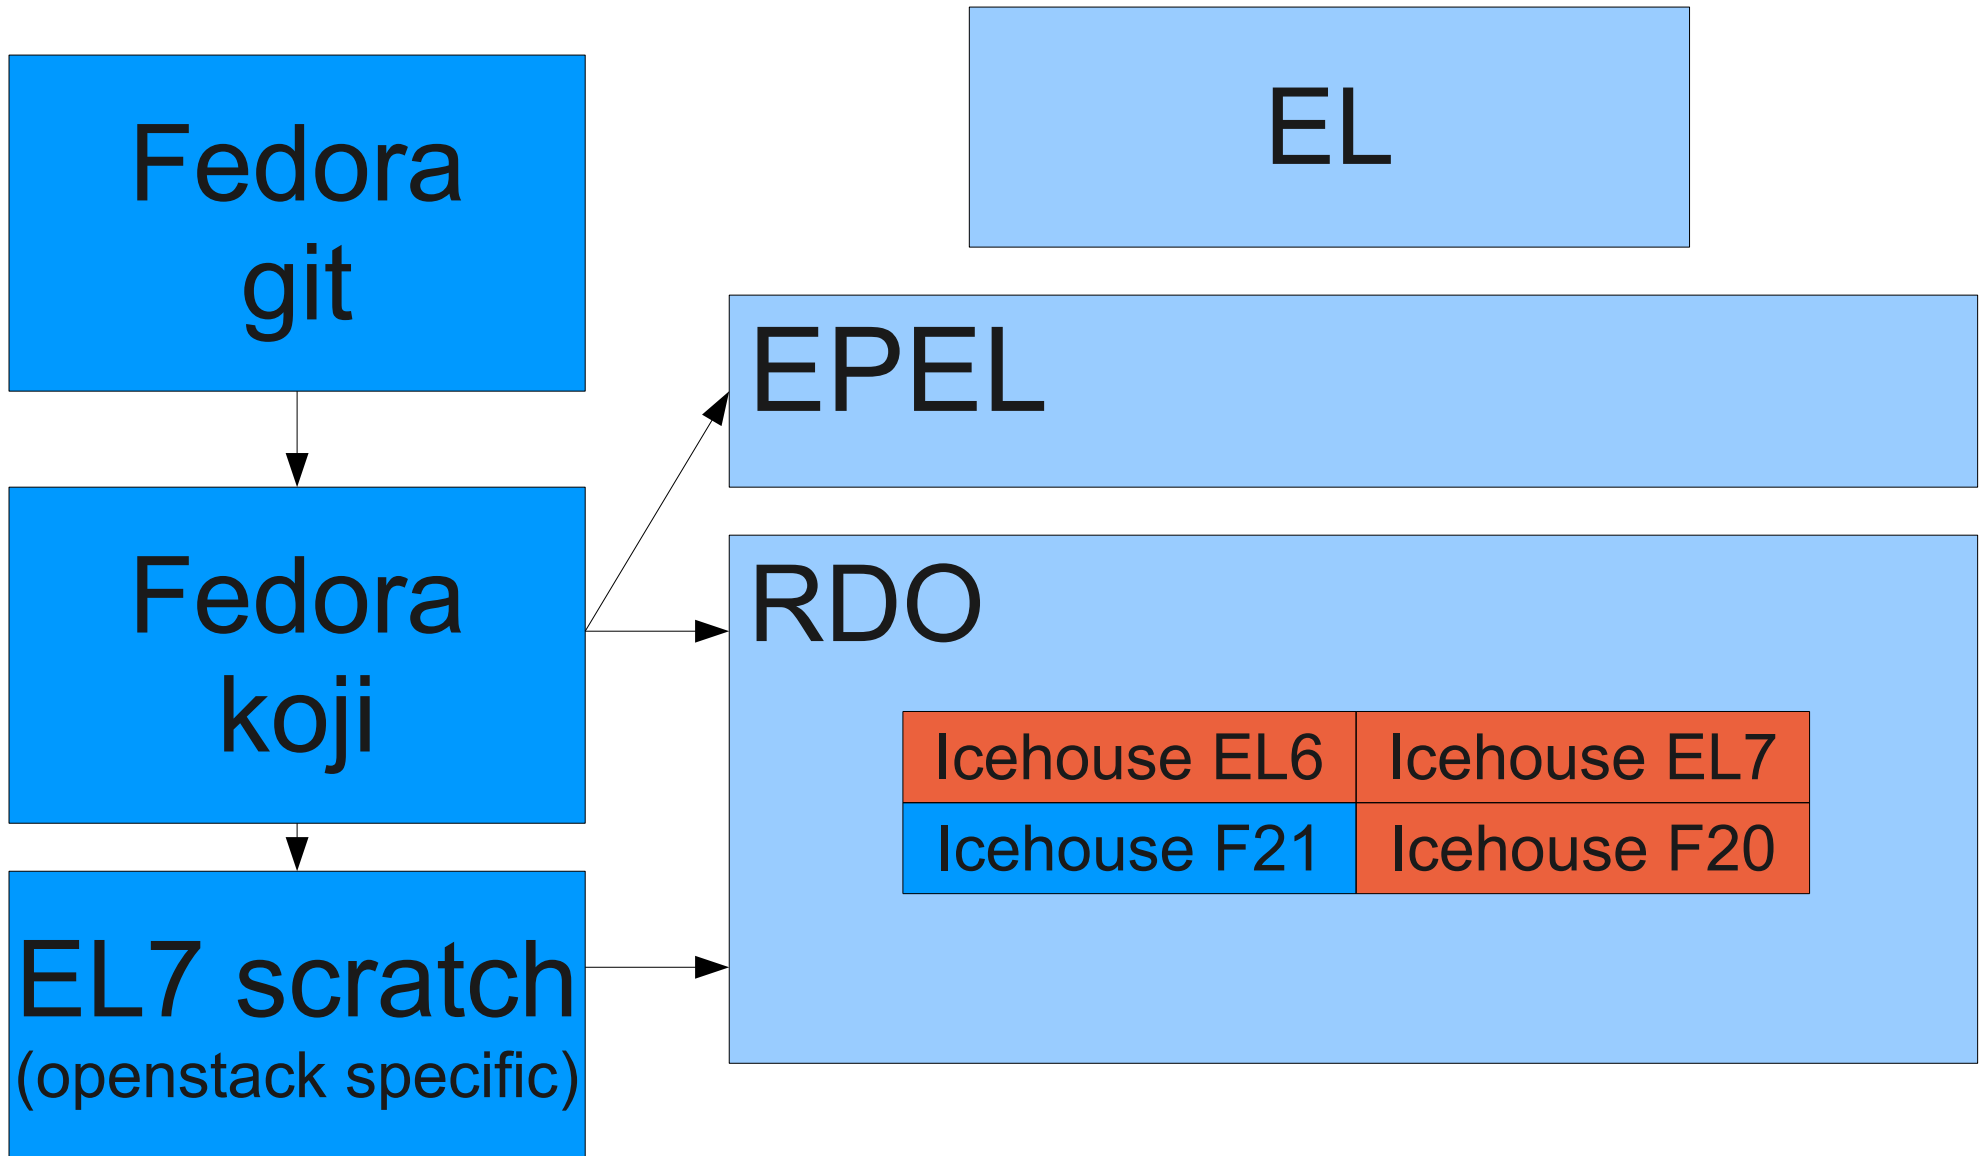 Fedora
git
EL
EPEL
Fedora
koji
RDO
Icehouse EL6
Icehouse EL7
Icehouse F21
Icehouse F20
EL7 scratch
(openstack specific)